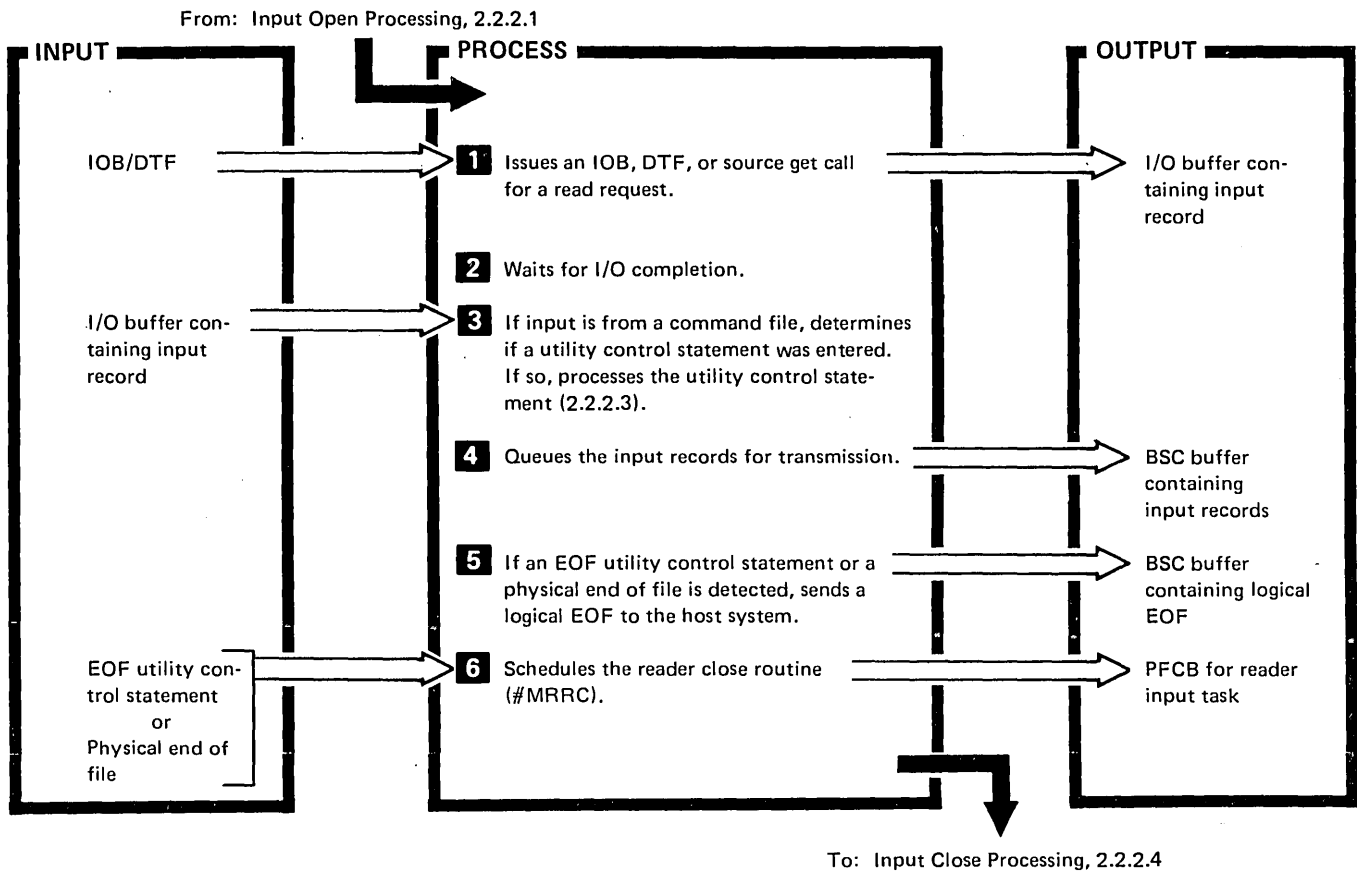 From: Input Open Processing, 2.2.2.1
INPUT
PROCESS
OUTPUT
IOB/DTF
1 Issues an IOB, DTF, or source get call
for a read request.
I/O buffer con-
taining input
record
2 Waits for I/O completion.
I/O buffer con-
taining input
record
3 If input is from a command file, determines
if a utility control statement was entered.
If so, processes the utility control state-
ment (2.2.2.3).
4 Queues the input records for transmission.
BSC buffer
containing
input records
5 If an EOF utility control statement or a
physical end of file is detected, sends a
logical EOF to the host system.
BSC buffer
containing logical
EOF
EOF utility con-
trol statement
or
Physical end of
file
6 Schedules the reader close routine
(#MRRC).
PFCB for reader
input task
To: Input Close Processing, 2.2.2.4